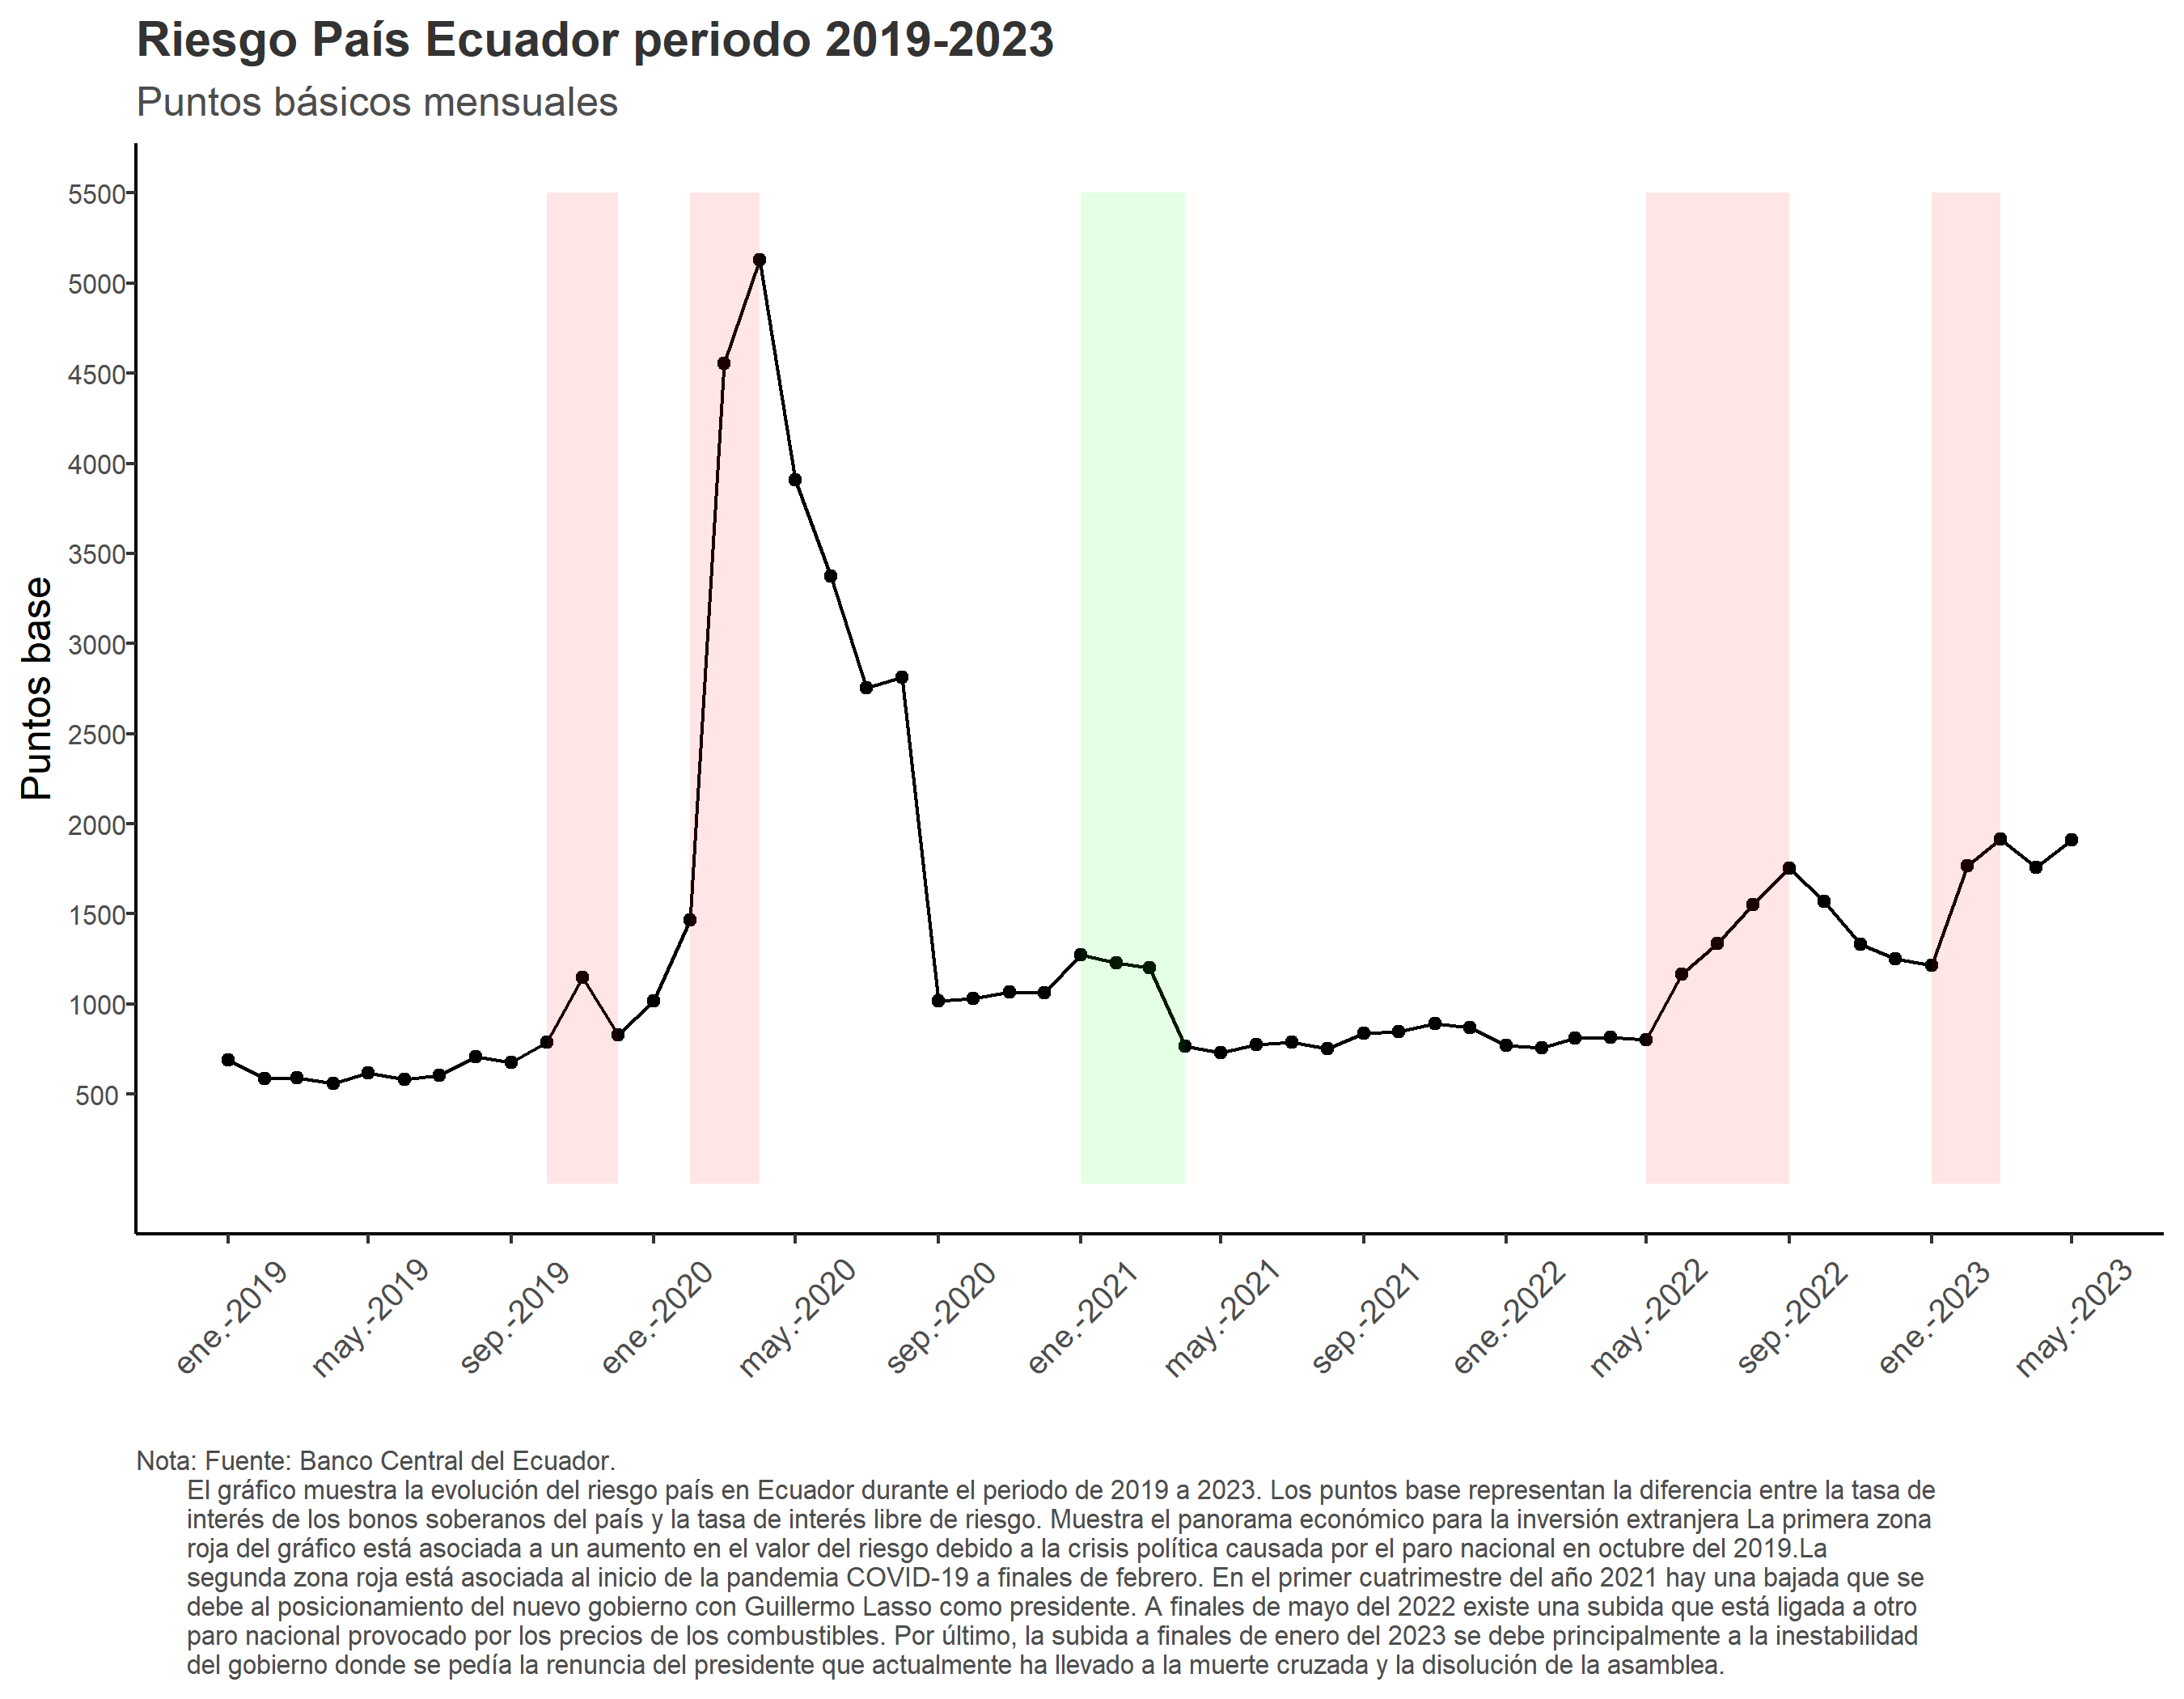 Riesgo País Ecuador periodo 2019-2023
Puntos básicos mensuales
Puntos base
5500
5000
4500
4000
3500
3000
2500
2000
1500
1000
500
ene.-2019
may.-2019
sep.-2019
ene.-2020
may.-2020
sep.-2020
ene.-2021
may.-2021
sep.-2021
ene.-2022
may.-2022
sep.-2022
ene.-2023
may.-2023
Nota: Fuente: Banco Central del Ecuador.
El gráfico muestra la evolución del riesgo país en Ecuador durante el periodo de 2019 a 2023. Los puntos base representan la diferencia entre la tasa de
interés de los bonos soberanos del país y la tasa de interés libre de riesgo. Muestra el panorama económico para la inversión extranjera La primera zona
roja del gráfico está asociada a un aumento en el valor del riesgo debido a la crisis política causada por el paro nacional en octubre del 2019.La
segunda zona roja está asociada al inicio de la pandemia COVID-19 a finales de febrero. En el primer cuatrimestre del año 2021 hay una bajada que se
debe al posicionamiento del nuevo gobierno con Guillermo Lasso como presidente. A finales de mayo del 2022 existe una subida que está ligada a otro
paro nacional provocado por los precios de los combustibles. Por último, la subida a finales de enero del 2023 se debe principalmente a la inestabilidad
del gobierno donde se pedía la renuncia del presidente que actualmente ha llevado a la muerte cruzada y la disolución de la asamblea.